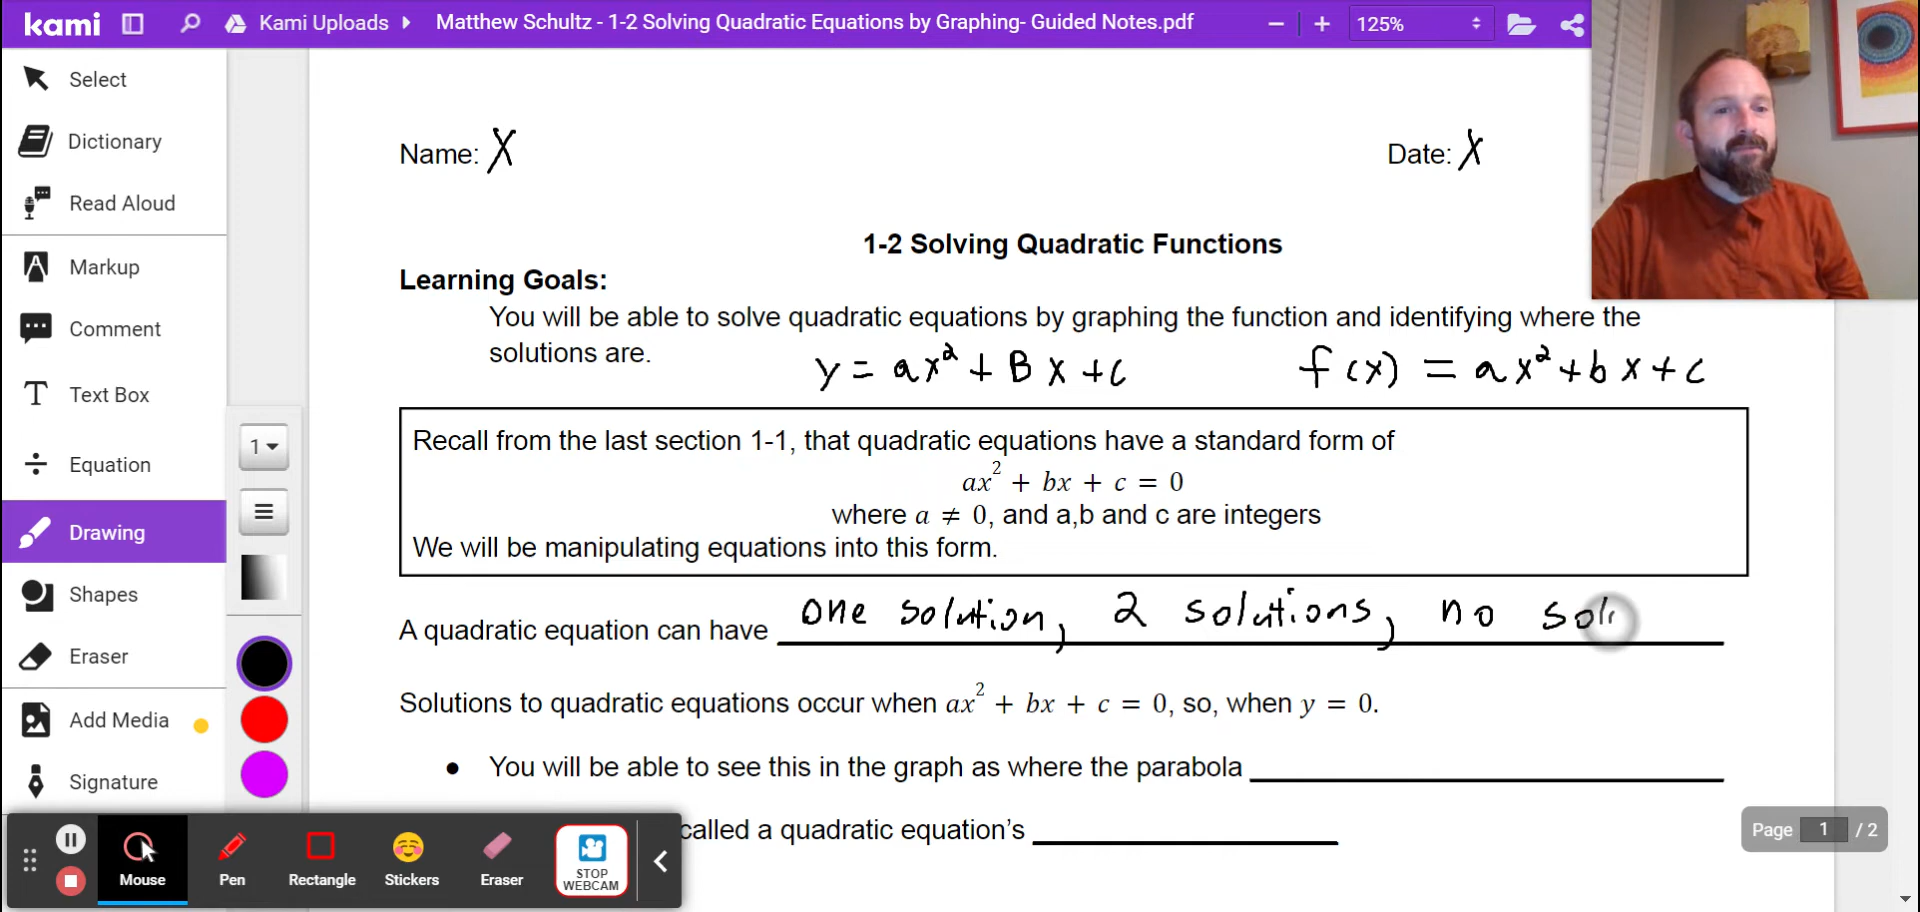 kami Kami Uploads Matthew Schultz - 1-2 Solving Quadratic Equations by Graphing- Guided Notes.pdf − + 125%
Select
Dictionary
Read Aloud
Markup
Comment
Text Box
Equation
Drawing
Shapes
Eraser
Add Media
Signature
1
Name: X Date: X
1-2 Solving Quadratic Functions
Learning Goals:
You will be able to solve quadratic equations by graphing the function and identifying where the
solutions are. y = ax² + Bx + c f(x) = ax² + bx + c
Recall from the last section 1-1, that quadratic equations have a standard form of
ax² + bx + c = 0
where a ≠ 0, and a,b and c are integers
We will be manipulating equations into this form.
A quadratic equation can have one solution, 2 solutions, no sol
Solutions to quadratic equations occur when ax² + bx + c = 0, so, when y = 0.
• You will be able to see this in the graph as where the parabola
called a quadratic equation's
Mouse Pen Rectangle Stickers Eraser STOP WEBCAM
Page 1 / 2